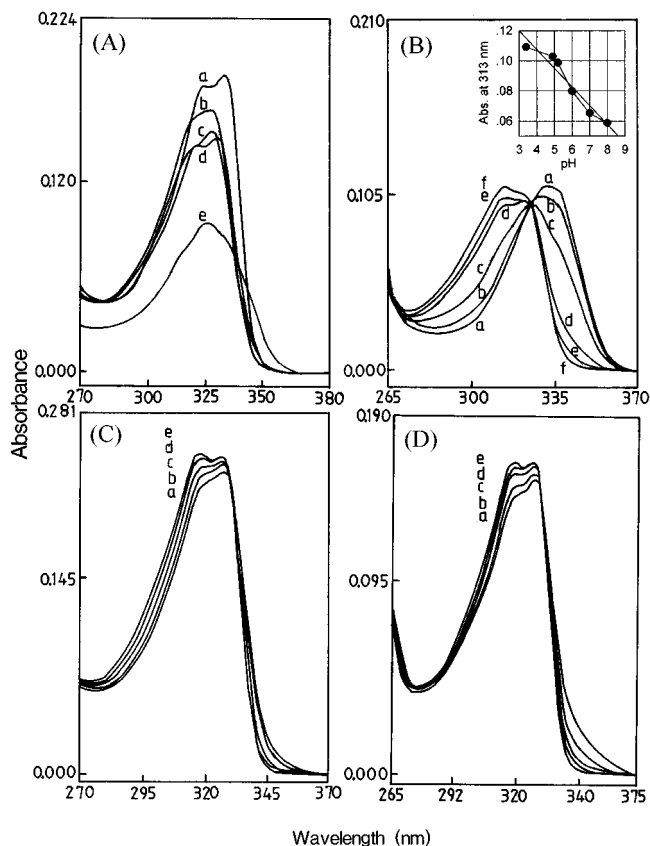 (A)
0.224
0.120
0.000
a
b
c
d
e
270 300 325 350 380
(B)
0.210
0.105
0.000
f
e
d
c
b
a
a
b
c
d
e
f
265 300 335 370
Abs. at 313 nm
.12
.10
.08
.06
3 4 5 6 7 8 9
pH
Absorbance
(C)
0.281
0.145
0.000
e
d
c
b
a
270 295 320 345 370
(D)
0.190
0.095
0.000
e
d
c
b
a
265 292 320 340 375
Wavelength (nm)